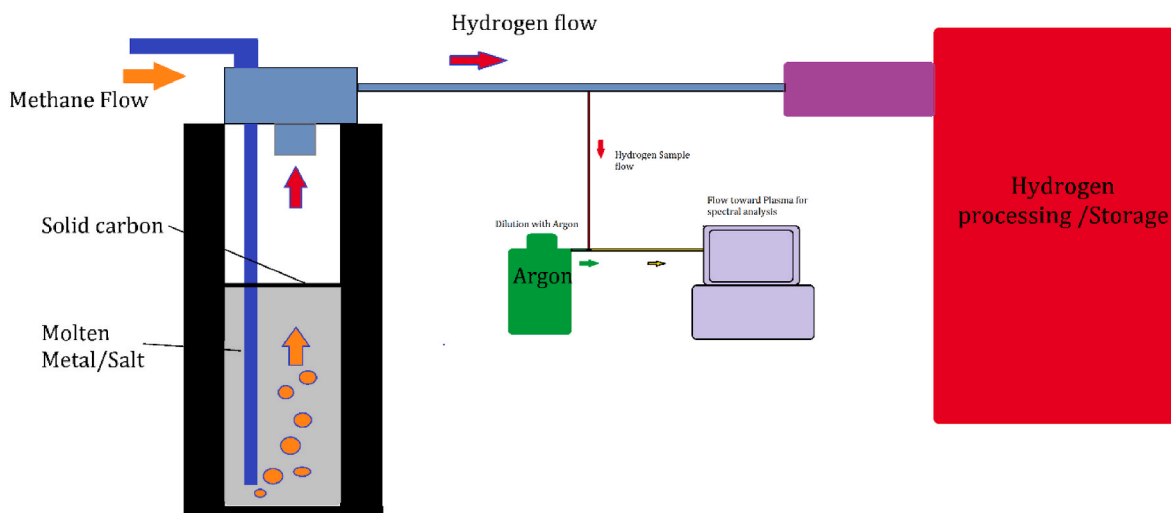 Hydrogen flow
Methane Flow
Hydrogen Sample
flow
Solid carbon
Flow toward Plasma for
spectral analysis
Dilution with Argon
Argon
Hydrogen
processing /Storage
Molten
Metal/Salt